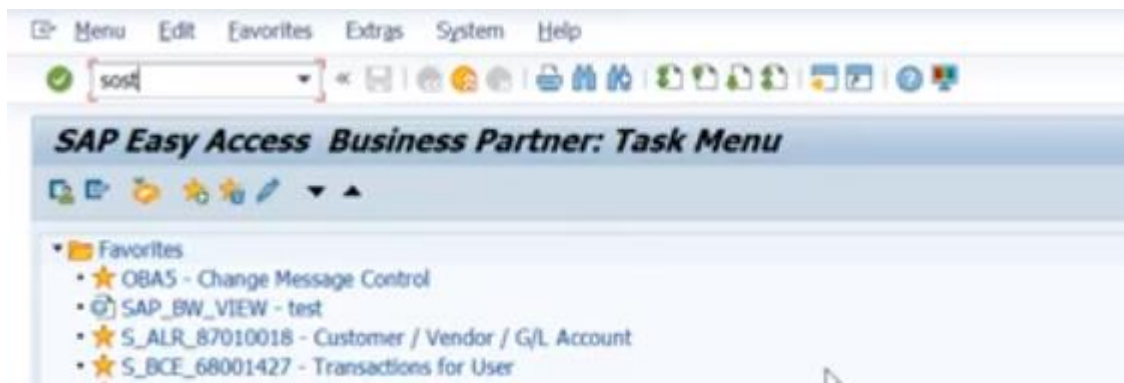 Menu Edit Favorites Extras System Help
sost
SAP Easy Access Business Partner: Task Menu
Favorites
OBA5 - Change Message Control
SAP_BW_VIEW - test
S_ALR_87010018 - Customer / Vendor / G/L Account
S_BCE_68001427 - Transactions for User